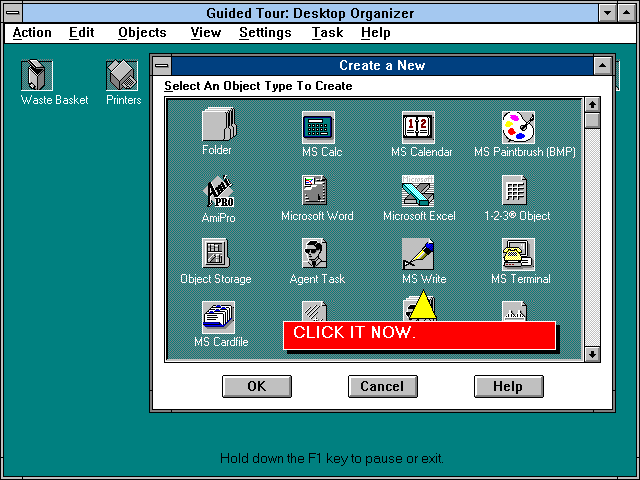 Guided Tour: Desktop Organizer
Action Edit Objects View Settings Task Help
Waste Basket
Printers
Create a New
Select An Object Type To Create
Folder
MS Calc
MS Calendar
MS Paintbrush (BMP)
AmiPro
Microsoft Word
Microsoft Excel
1-2-3® Object
Object Storage
Agent Task
MS Write
MS Terminal
MS Cardfile
CLICK IT NOW.
OK Cancel Help
Hold down the F1 key to pause or exit.